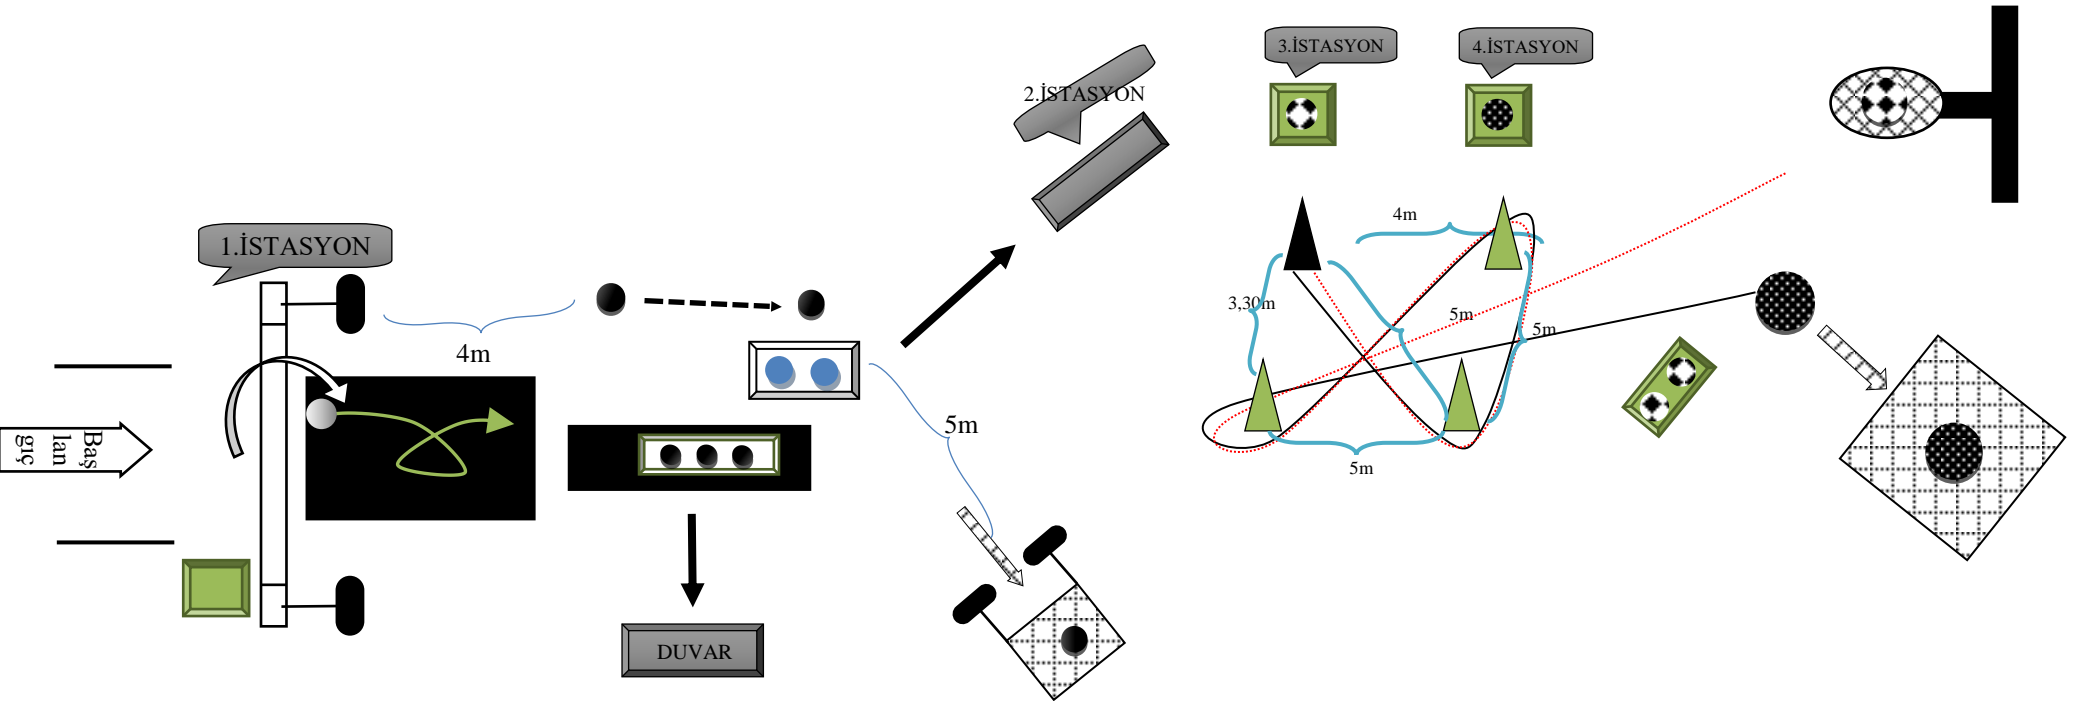 Baş
lan
gıç
1.İSTASYON
4m
DUVAR
5m
2.İSTASYON
3.İSTASYON
4.İSTASYON
4m
3,30m
5m
5m
5m